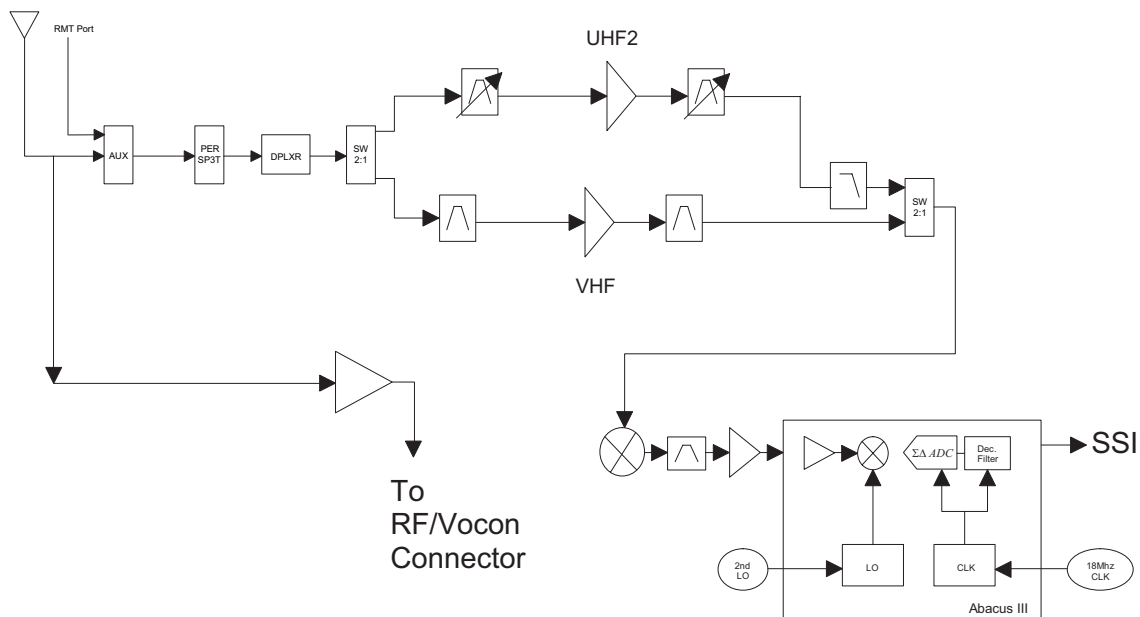 RMT Port
UHF2
AUX
PER
SP3T
DPLXR
SW
2:1
SW
2:1
VHF
To
RF/Vocon
Connector
ΣΔ ADC
Dec.
Filter
SSI
2nd
LO
LO
CLK
18Mhz
CLK
Abacus III